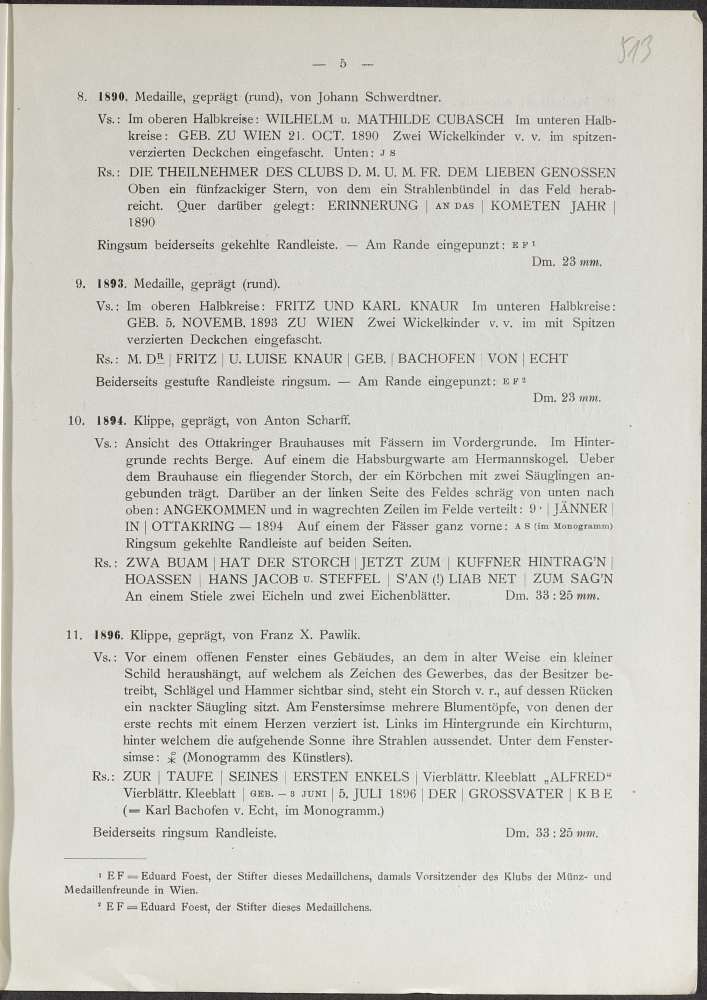 513
— 5 —
8. 1890. Medaille, geprägt (rund), von Johann Schwerdtner.
Vs.: Im oberen Halbkreise: WILHELM u. MATHILDE CUBASCH Im unteren Halb-
kreise: GEB. ZU WIEN 21. OCT. 1890 Zwei Wickelkinder v. v. im spitzen-
verzierten Deckchen eingefascht. Unten: J S
Rs.: DIE THEILNEHMER DES CLUBS D. M. U. M. FR. DEM LIEBEN GENOSSEN
Oben ein fünfzackiger Stern, von dem ein Strahlenbündel in das Feld herab-
reicht. Quer darüber gelegt: ERINNERUNG | AN DAS | KOMETEN JAHR |
1890
Ringsum beiderseits gekehlte Randleiste. — Am Rande eingepunzt: E F ¹
Dm. 23 mm.
9. 1893. Medaille, geprägt (rund).
Vs.: Im oberen Halbkreise: FRITZ UND KARL KNAUR Im unteren Halbkreise:
GEB. 5. NOVEMB. 1893 ZU WIEN Zwei Wickelkinder v. v. im mit Spitzen
verzierten Deckchen eingefascht.
Rs.: M. DR | FRITZ | U. LUISE KNAUR | GEB. | BACHOFEN | VON | ECHT
Beiderseits gestufte Randleiste ringsum. — Am Rande eingepunzt: E F ²
Dm. 23 mm.
10. 1894. Klippe, geprägt, von Anton Scharff.
Vs.: Ansicht des Ottakringer Brauhauses mit Fässern im Vordergrunde. Im Hinter-
grunde rechts Berge. Auf einem die Habsburgwarte am Hermannskogel. Ueber
dem Brauhause ein fliegender Storch, der ein Körbchen mit zwei Säuglingen an-
gebunden trägt. Darüber an der linken Seite des Feldes schräg von unten nach
oben: ANGEKOMMEN und in wagrechten Zeilen im Felde verteilt: 9 · | JÄNNER |
IN | OTTAKRING — 1894 Auf einem der Fässer ganz vorne: A S (im Monogramm)
Ringsum gekehlte Randleiste auf beiden Seiten.
Rs.: ZWA BUAM | HAT DER STORCH | JETZT ZUM | KUFFNER HINTRAG'N |
HOASSEN | HANS JACOB U. STEFFEL | S'AN (!) LIAB NET | ZUM SAG'N
An einem Stiele zwei Eicheln und zwei Eichenblätter. Dm. 33 : 25 mm.
11. 1896. Klippe, geprägt, von Franz X. Pawlik.
Vs.: Vor einem offenen Fenster eines Gebäudes, an dem in alter Weise ein kleiner
Schild heraushängt, auf welchem als Zeichen des Gewerbes, das der Besitzer be-
treibt, Schlägel und Hammer sichtbar sind, steht ein Storch v. r., auf dessen Rücken
ein nackter Säugling sitzt. Am Fenstersimse mehrere Blumentöpfe, von denen der
erste rechts mit einem Herzen verziert ist. Links im Hintergrunde ein Kirchturm,
hinter welchem die aufgehende Sonne ihre Strahlen aussendet. Unter dem Fenster-
simse: (Monogramm des Künstlers).
Rs.: ZUR | TAUFE | SEINES | ERSTEN ENKELS | Vierblättr. Kleeblatt „ALFRED“
Vierblättr. Kleeblatt | GEB. – 3 JUNI | 5. JULI 1896 | DER | GROSSVATER | K B E
(= Karl Bachofen v. Echt, im Monogramm.)
Beiderseits ringsum Randleiste. Dm. 33 : 25 mm.
¹ E F = Eduard Foest, der Stifter dieses Medaillchens, damals Vorsitzender des Klubs der Münz- und
Medaillenfreunde in Wien.
² E F = Eduard Foest, der Stifter dieses Medaillchens.